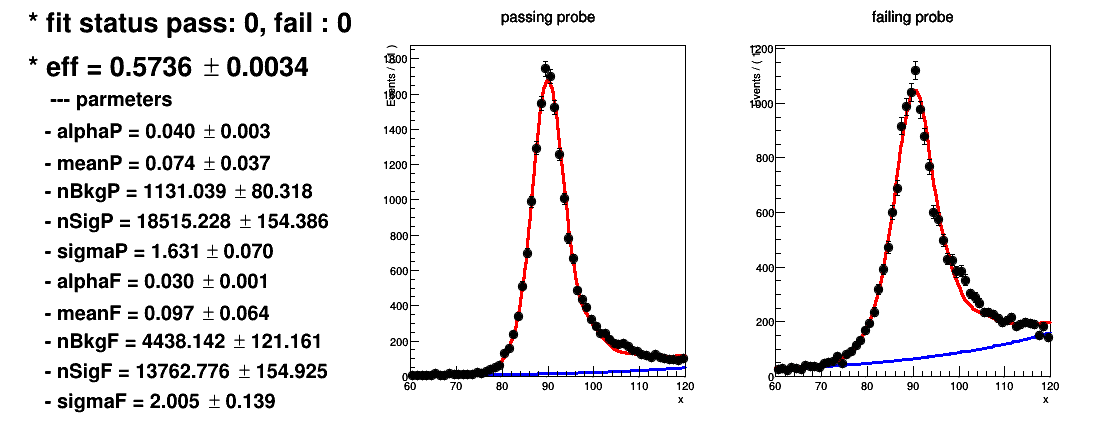 * fit status pass: 0, fail : 0
* eff = 0.5736 ± 0.0034
--- parmeters
- alphaP = 0.040 ± 0.003
- meanP = 0.074 ± 0.037
- nBkgP = 1131.039 ± 80.318
- nSigP = 18515.228 ± 154.386
- sigmaP = 1.631 ± 0.070
- alphaF = 0.030 ± 0.001
- meanF = 0.097 ± 0.064
- nBkgF = 4438.142 ± 121.161
- nSigF = 13762.776 ± 154.925
- sigmaF = 2.005 ± 0.139
passing probe
Events / (
1800
1600
1400
1200
1000
800
600
400
200
0
60 70 80 90 100 110 120
x
failing probe
Events / ( 1
1200
1000
800
600
400
200
0
60 70 80 90 100 110 120
x